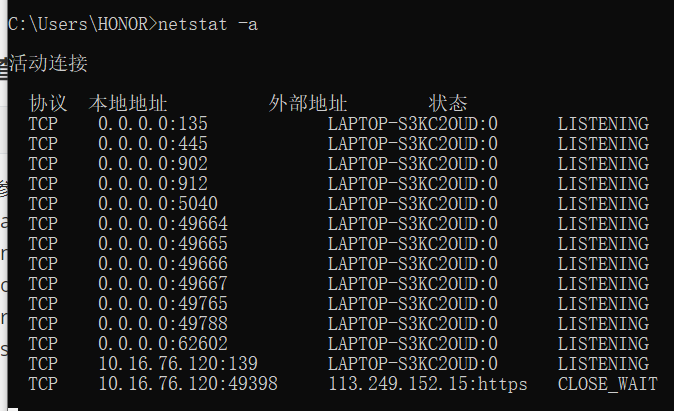 C:\Users\HONOR>netstat -a
活动连接
协议 本地地址 外部地址 状态
TCP 0.0.0.0:135 LAPTOP-S3KC2OUD:0 LISTENING
TCP 0.0.0.0:445 LAPTOP-S3KC2OUD:0 LISTENING
TCP 0.0.0.0:902 LAPTOP-S3KC2OUD:0 LISTENING
TCP 0.0.0.0:912 LAPTOP-S3KC2OUD:0 LISTENING
TCP 0.0.0.0:5040 LAPTOP-S3KC2OUD:0 LISTENING
TCP 0.0.0.0:49664 LAPTOP-S3KC2OUD:0 LISTENING
TCP 0.0.0.0:49665 LAPTOP-S3KC2OUD:0 LISTENING
TCP 0.0.0.0:49666 LAPTOP-S3KC2OUD:0 LISTENING
TCP 0.0.0.0:49667 LAPTOP-S3KC2OUD:0 LISTENING
TCP 0.0.0.0:49765 LAPTOP-S3KC2OUD:0 LISTENING
TCP 0.0.0.0:49788 LAPTOP-S3KC2OUD:0 LISTENING
TCP 0.0.0.0:62602 LAPTOP-S3KC2OUD:0 LISTENING
TCP 10.16.76.120:139 LAPTOP-S3KC2OUD:0 LISTENING
TCP 10.16.76.120:49398 113.249.152.15:https CLOSE_WAIT